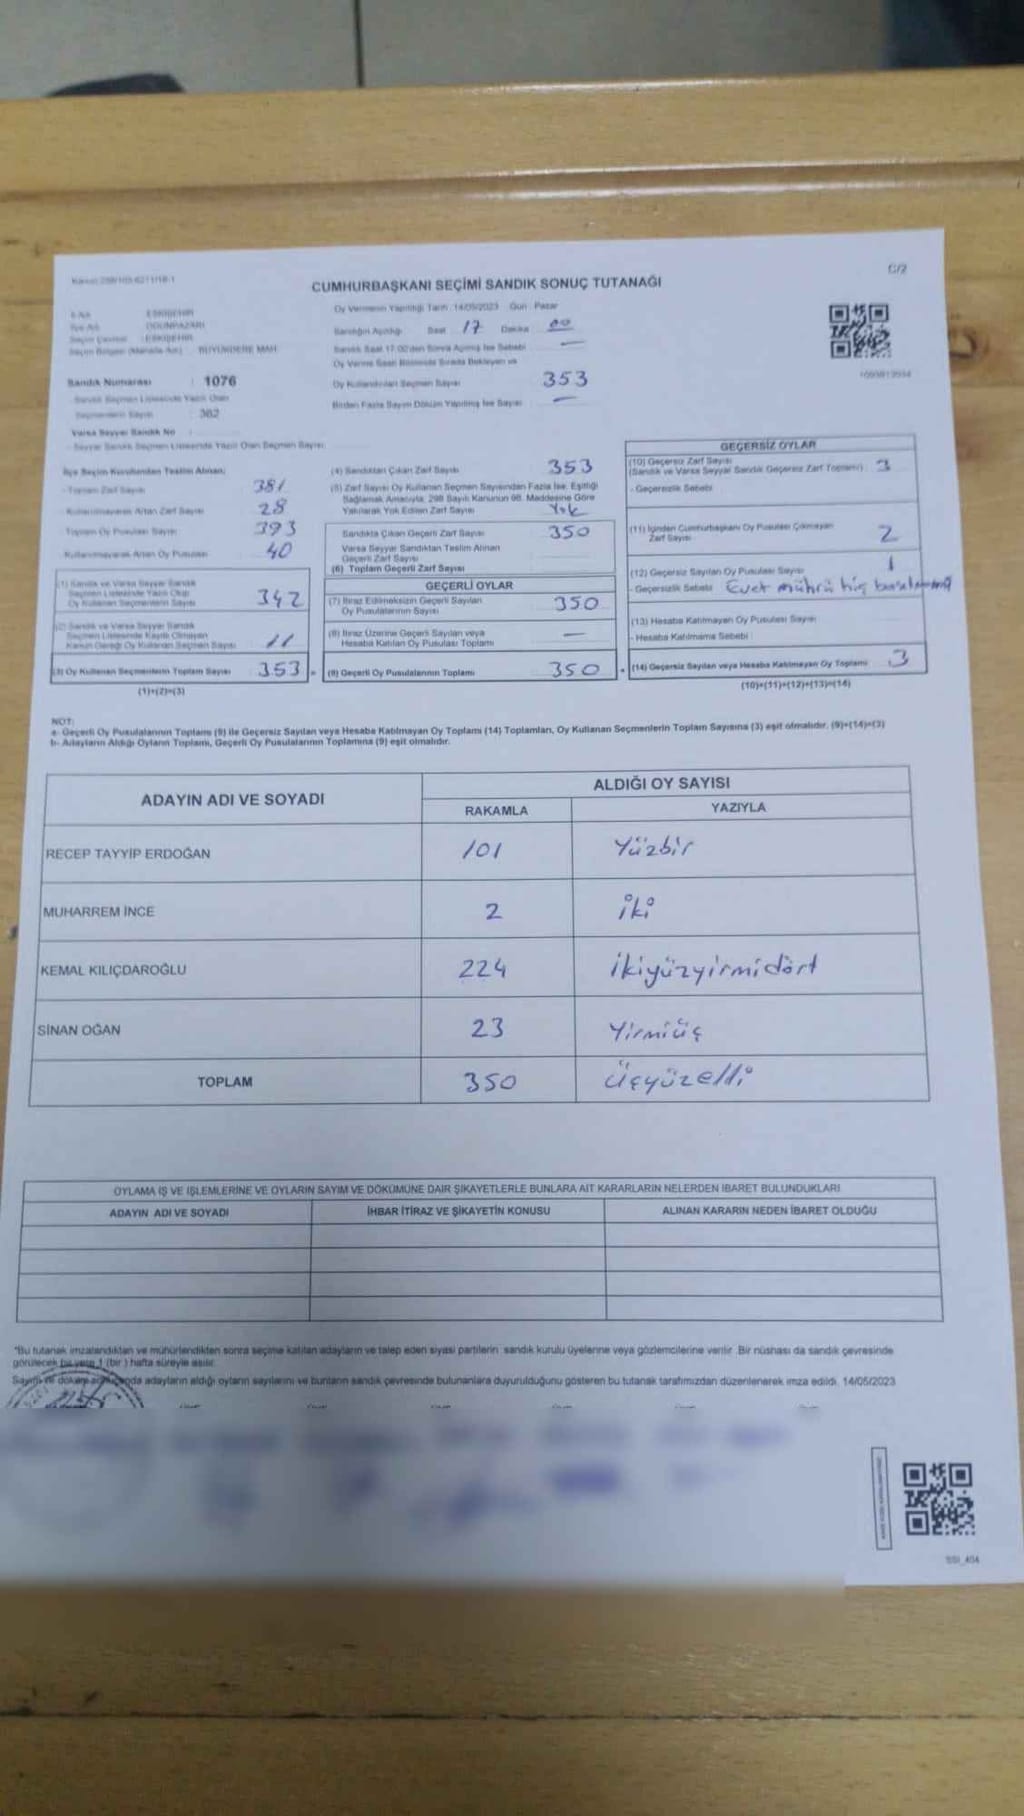 C/2
CUMHURBAŞKANI SEÇİMİ SANDIK SONUÇ TUTANAĞI
Oy Vermenin Yapıldığı Tarih 14/05/2023 Gün Pazar
Sandığın Açıldığı Saat 17 Dakika 00
Sandık Saat 17:00'den Sonra Açılmış İse Sebebi —
Oy Verme Saati Bitiminde Sırada Bekleyen ve
Oy Kullandırılan Seçmen Sayısı 353
Birden Fazla Sayım Döküm Yapılmış İse Sayısı —
İl Adı : ESKİŞEHİR
İlçe Adı : ODUNPAZARI
Seçim Çevresi : ESKİŞEHİR
Seçim Bölgesi (Mahalle Adı) : BÜYÜKDERE MAH.
Sandık Numarası : 1076
Sandık Seçmen Listesinde Yazılı Olan
Seçmenlerin Sayısı : 382
Varsa Seyyar Sandık No :
- Seyyar Sandık Seçmen Listesinde Yazılı Olan Seçmen Sayısı
İlçe Seçim Kurulundan Teslim Alınan;
- Toplam Zarf Sayısı 381
- Kullanılmayarak Artan Zarf Sayısı 28
- Toplam Oy Pusulası Sayısı 393
- Kullanılmayarak Artan Oy Pusulası 40
(1) Sandık ve Varsa Seyyar Sandık
Seçmen Listesinde Yazılı Olup
Oy Kullanan Seçmenlerin Sayısı 342
(2) Sandık ve Varsa Seyyar Sandık
Seçmen Listesinde Kayıtlı Olmayan
Kanun Gereği Oy Kullanan Seçmen Sayısı 11
(3) Oy Kullanan Seçmenlerin Toplam Sayısı 353
(1)+(2)=(3)
(4) Sandıktan Çıkan Zarf Sayısı 353
(5) Zarf Sayısı Oy Kullanan Seçmen Sayısından Fazla İse, Eşitliği
Sağlamak Amacıyla, 298 Sayılı Kanunun 98. Maddesine Göre
Yakılarak Yok Edilen Zarf Sayısı Yok
Sandıkta Çıkan Geçerli Zarf Sayısı 350
Varsa Seyyar Sandıktan Teslim Alınan
Geçerli Zarf Sayısı
(6) Toplam Geçerli Zarf Sayısı
GEÇERLİ OYLAR
(7) İtiraz Edilmeksizin Geçerli Sayılan
Oy Pusulalarının Sayısı 350
(8) İtiraz Üzerine Geçerli Sayılan veya
Hesaba Katılan Oy Pusulası Toplamı —
(9) Geçerli Oy Pusulalarının Toplamı 350
GEÇERSİZ OYLAR
(10) Geçersiz Zarf Sayısı
(Sandık ve Varsa Seyyar Sandık Geçersiz Zarf Toplamı) 3
- Geçersizlik Sebebi
(11) İçinden Cumhurbaşkanı Oy Pusulası Çıkmayan
Zarf Sayısı 2
(12) Geçersiz Sayılan Oy Pusulası Sayısı 1
- Geçersizlik Sebebi Evet mührü hiç
(13) Hesaba Katılmayan Oy Pusulası Sayısı
- Hesaba Katılmama Sebebi
(14) Geçersiz Sayılan veya Hesaba Katılmayan Oy Toplamı 3
(10)+(11)+(12)+(13)=(14)
NOT:
a- Geçerli Oy Pusulalarının Toplamı (9) ile Geçersiz Sayılan veya Hesaba Katılmayan Oy Toplamı (14) Toplamları, Oy Kullanan Seçmenlerin Toplam Sayısına (3) eşit olmalıdır. (9)+(14)=(3)
b- Adayların Aldığı Oyların Toplamı, Geçerli Oy Pusulalarının Toplamına (9) eşit olmalıdır.
ADAYIN ADI VE SOYADI
ALDIĞI OY SAYISI
RAKAMLA YAZIYLA
RECEP TAYYİP ERDOĞAN 101 Yüzbir
MUHARREM İNCE 2 İki
KEMAL KILIÇDAROĞLU 224 İkiyüzyirmidört
SİNAN OĞAN 23 Yirmiüç
TOPLAM 350 Üçyüzelli
OYLAMA İŞ VE İŞLEMLERİNE VE OYLARIN SAYIM VE DÖKÜMÜNE DAİR ŞİKAYETLERLE BUNLARA AİT KARARLARIN NELERDEN İBARET BULUNDUKLARI
ADAYIN ADI VE SOYADI İHBAR İTİRAZ VE ŞİKAYETİN KONUSU ALINAN KARARIN NEDEN İBARET OLDUĞU
*Bu tutanak imzalandıktan ve mühürlendikten sonra seçime katılan adayların ve talep eden siyasi partilerin sandık kurulu üyelerine veya gözlemcilerine verilir. Bir nüshası da sandık çevresinde
görülecek bir yere 1 (bir ) hafta süreyle asılır.
Sayım ve döküm adayların aldığı oyların sayılarını ve bunların sandık çevresinde bulunanlara duyurulduğunu gösteren bu tutanak tarafımızdan düzenlenerek imza edildi. 14/05/2023
SSI_404